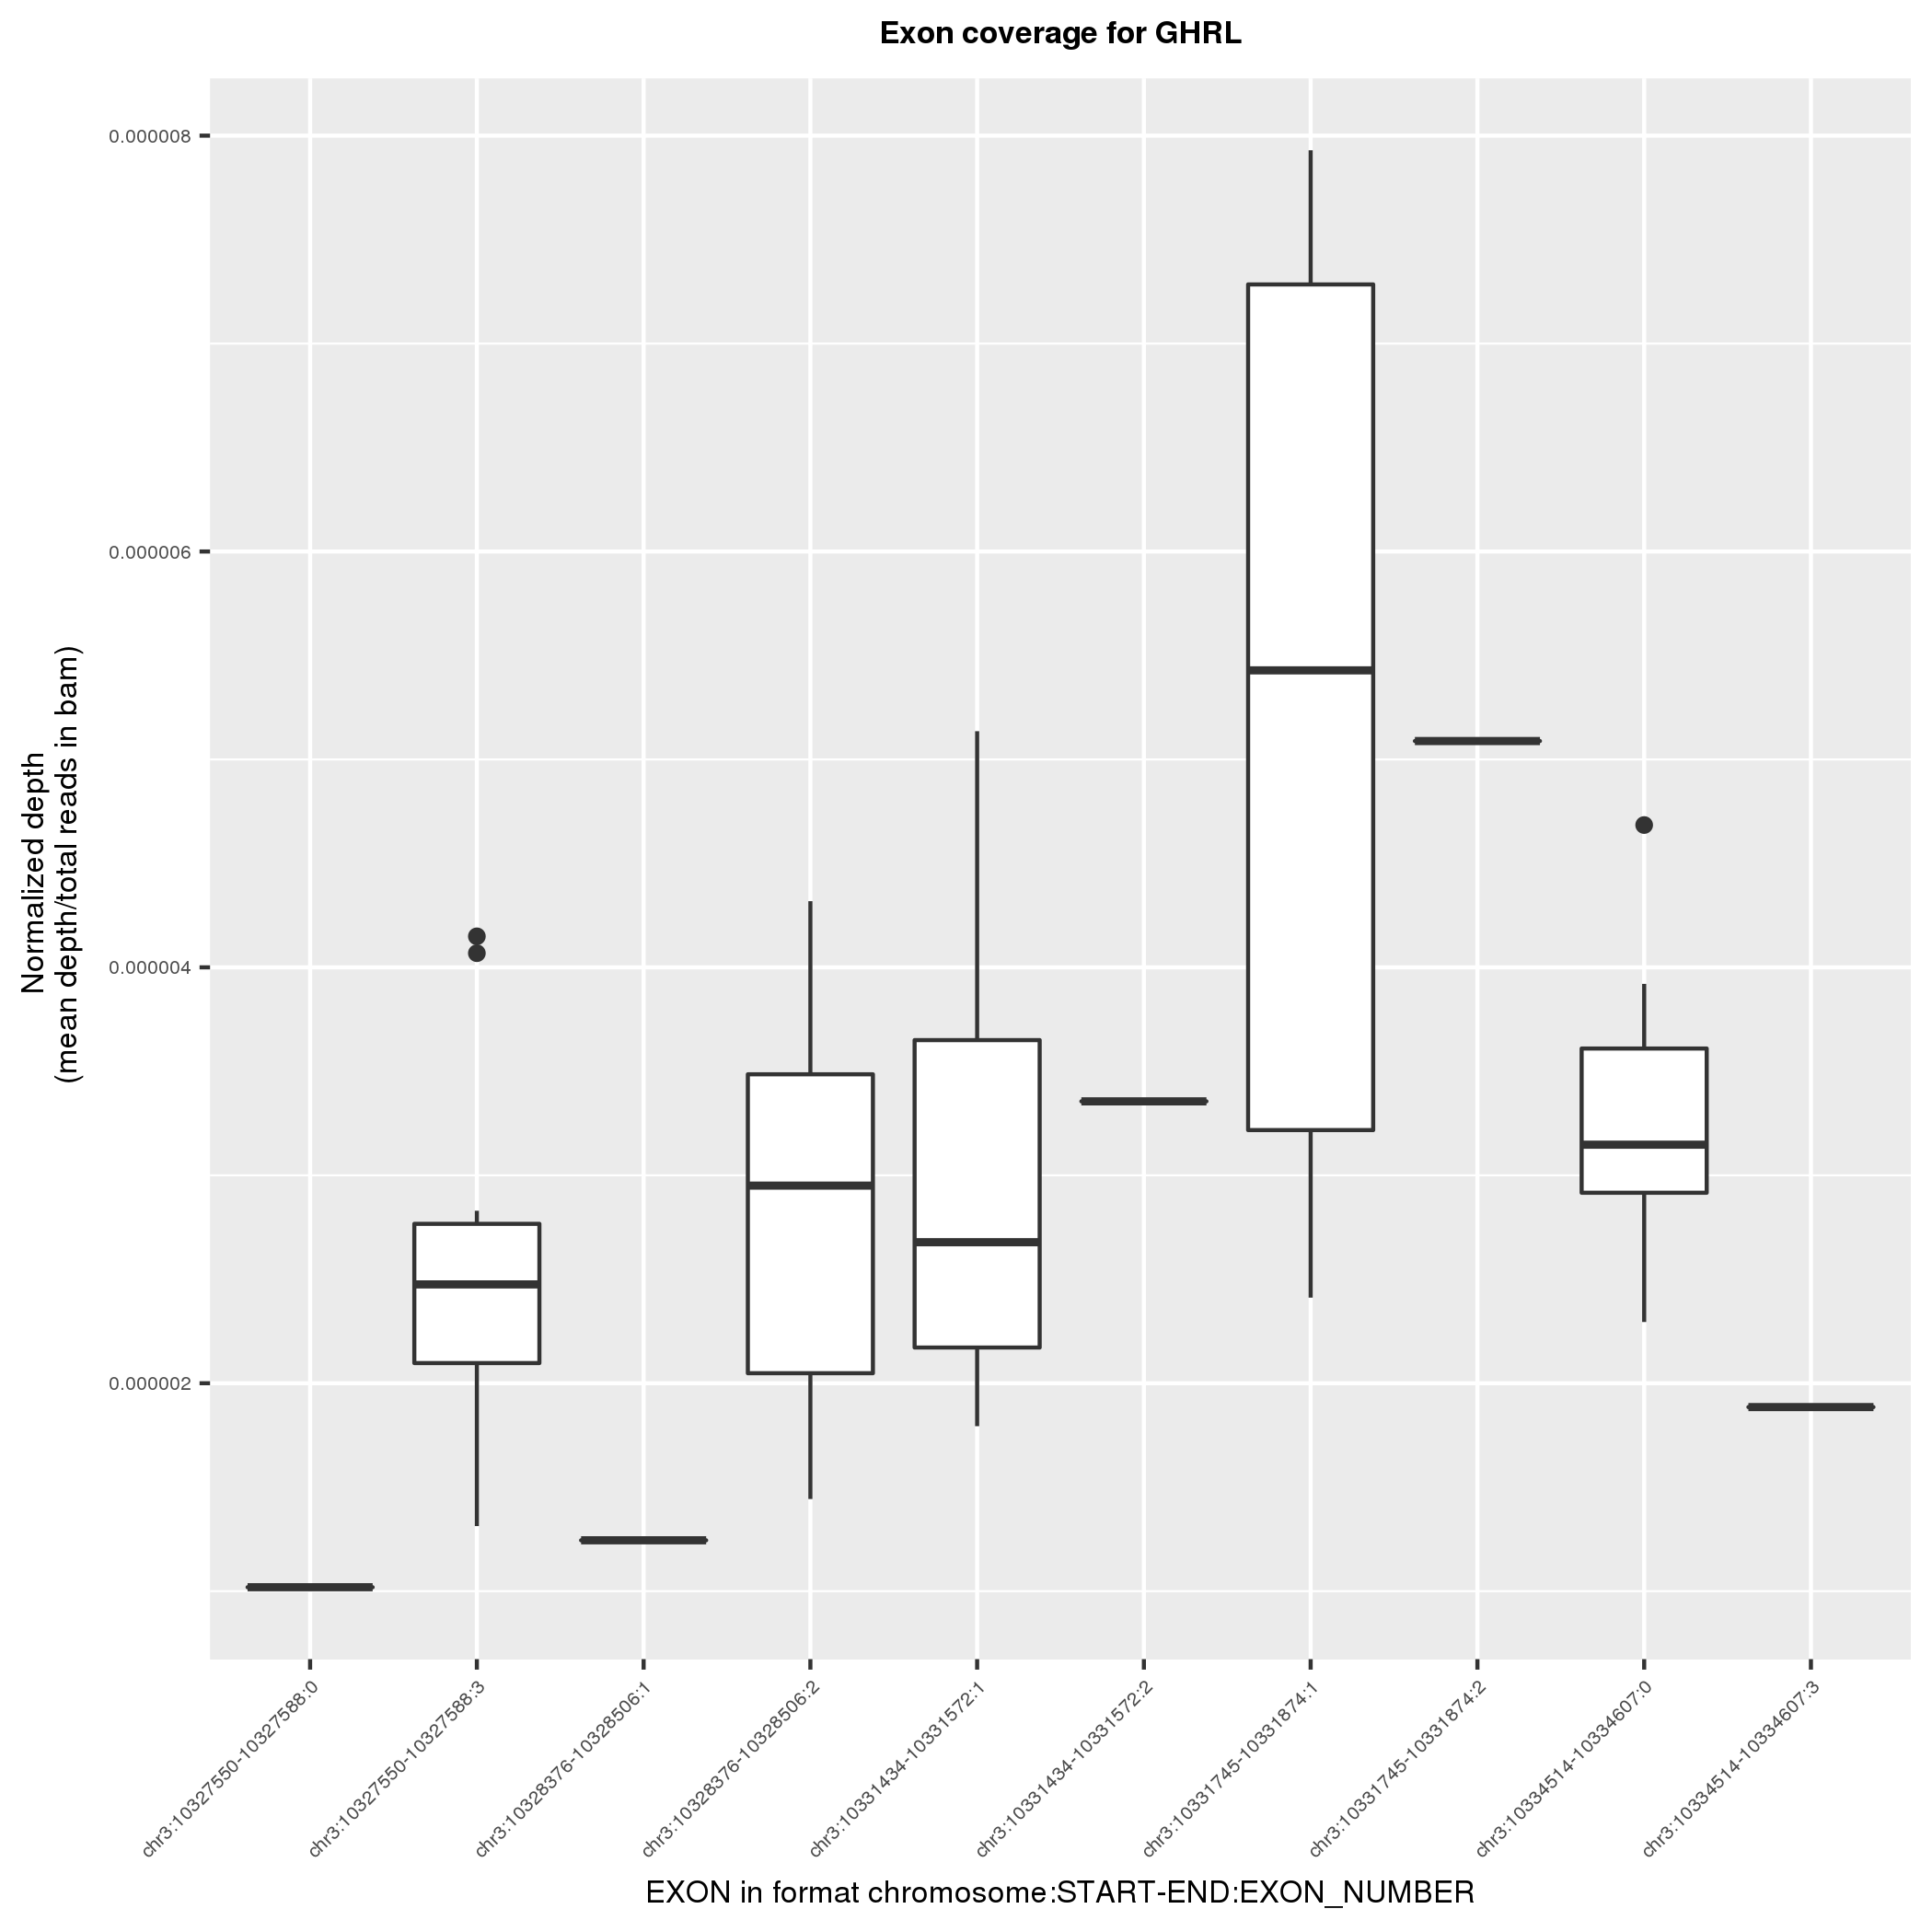 Exon coverage for GHRL
0.000008
0.000006
0.000004
0.000002
Normalized depth
(mean depth/total reads in bam)
chr3:10327550-10327588:0
chr3:10327550-10327588:3
chr3:10328376-10328506:1
chr3:10328376-10328506:2
chr3:10331434-10331572:1
chr3:10331434-10331572:2
chr3:10331745-10331874:1
chr3:10331745-10331874:2
chr3:10334514-10334607:0
chr3:10334514-10334607:3
EXON in format chromosome:START-END:EXON_NUMBER